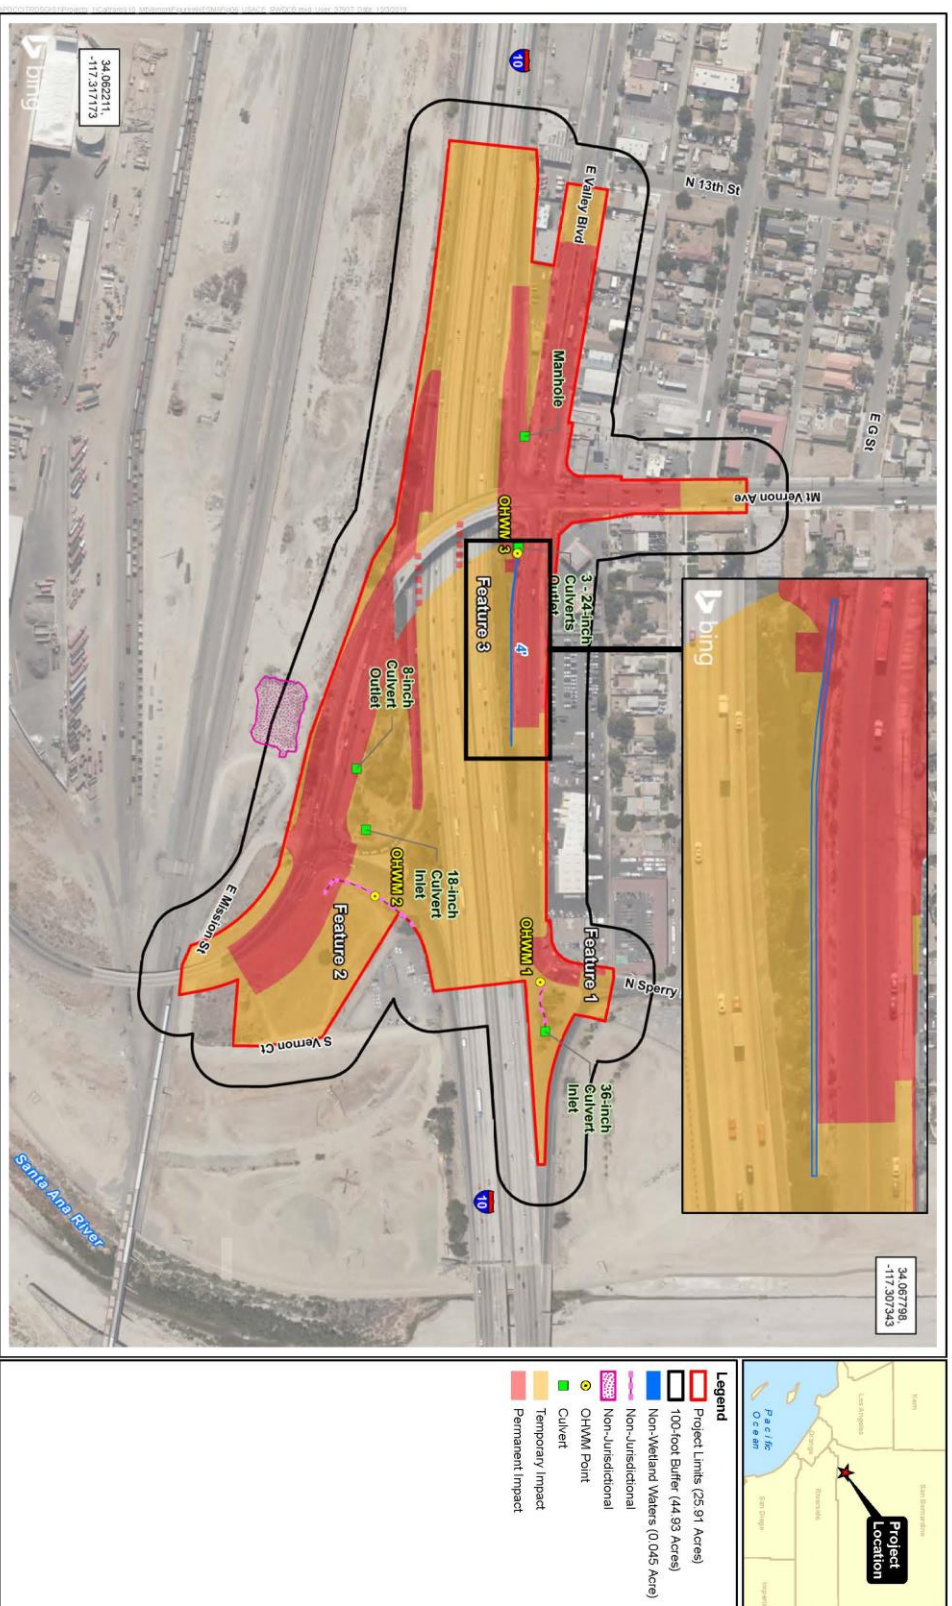 34.062211,
-117.317173
bing
10
E Valley Blvd
N 13th St
E G St
Mt Vernon Ave
Manhole
OHWM 3
3 - 24-inch
Culverts
Outlet
Feature 3
4'
8-inch
Culvert
Outlet
18-inch
Culvert
Inlet
OHWM 2
Feature 2
OHWM 1
Feature 1
N Sperry
36-inch
Culvert
Inlet
E Mission St
S Vernon Ct
Santa Ana River
10
bing
34.067798,
-117.307343
Kern
Los Angeles
San Bernardino
Orange
Riverside
San Diego
Imperial
Pacific
Ocean
Project
Location
Legend
Project Limits (25.91 Acres)
100-foot Buffer (44.93 Acres)
Non-Wetland Waters (0.045 Acre)
Non-Jurisdictional
Non-Jurisdictional
OHWM Point
Culvert
Temporary Impact
Permanent Impact